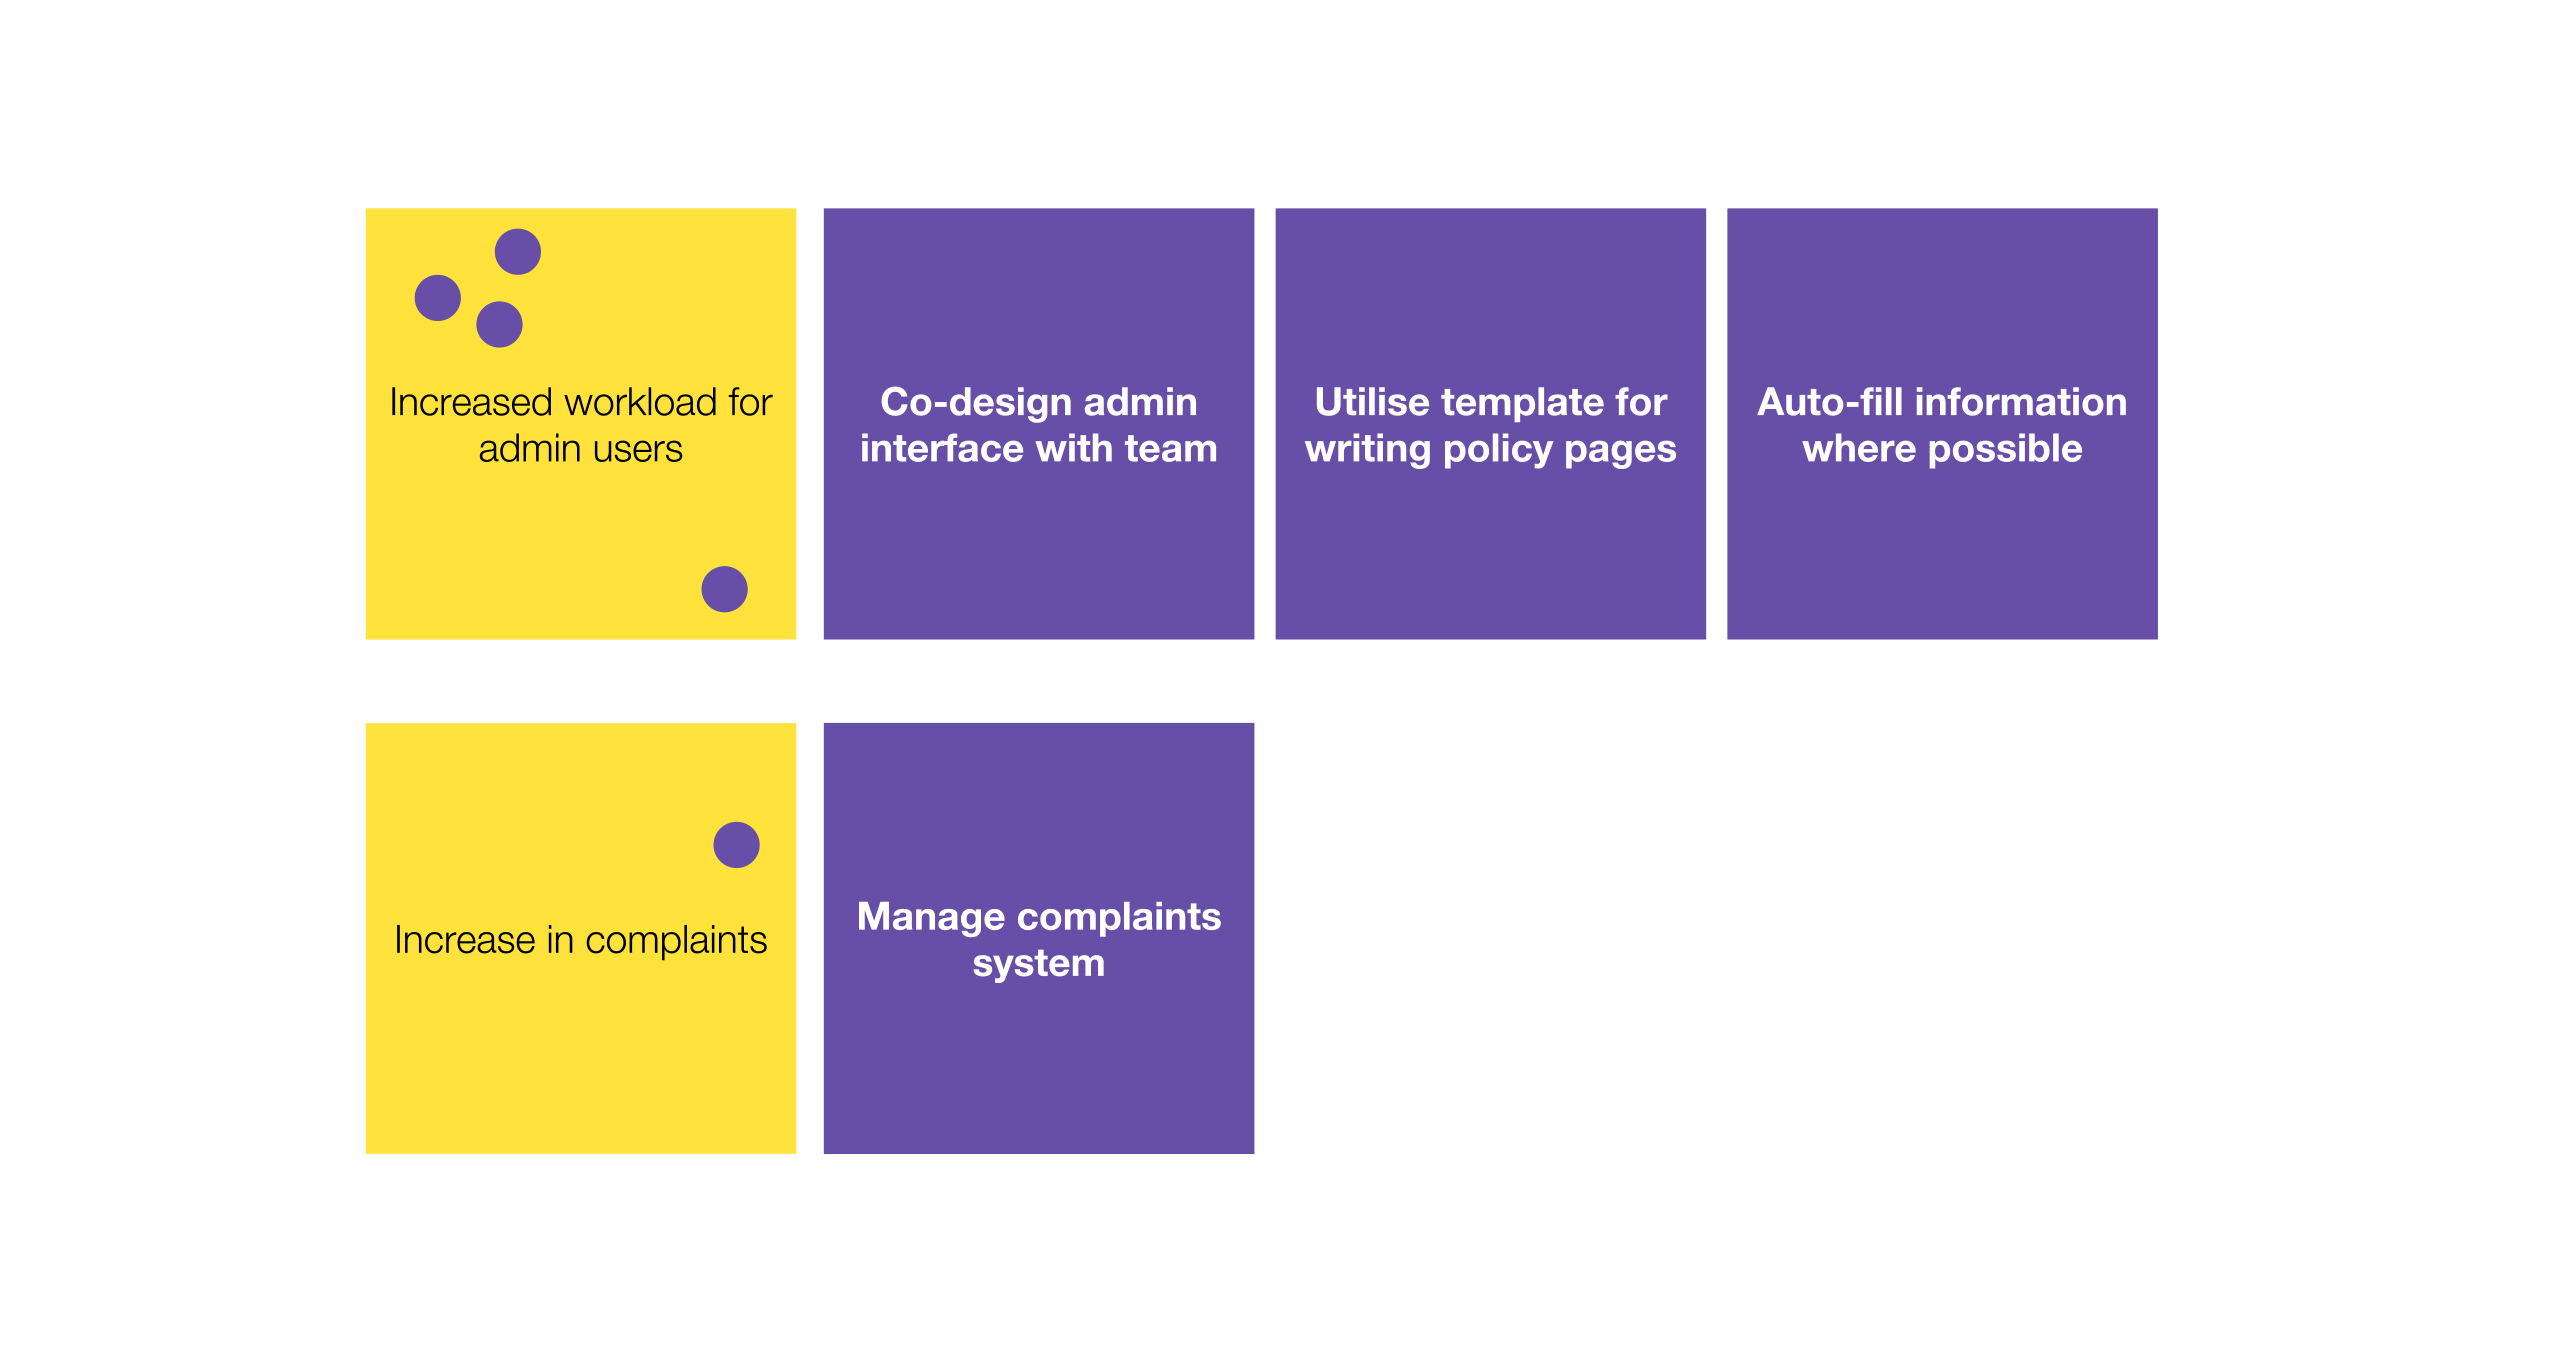 Increased workload for
admin users
Co-design admin
interface with team
Utilise template for
writing policy pages
Auto-fill information
where possible
Increase in complaints
Manage complaints
system